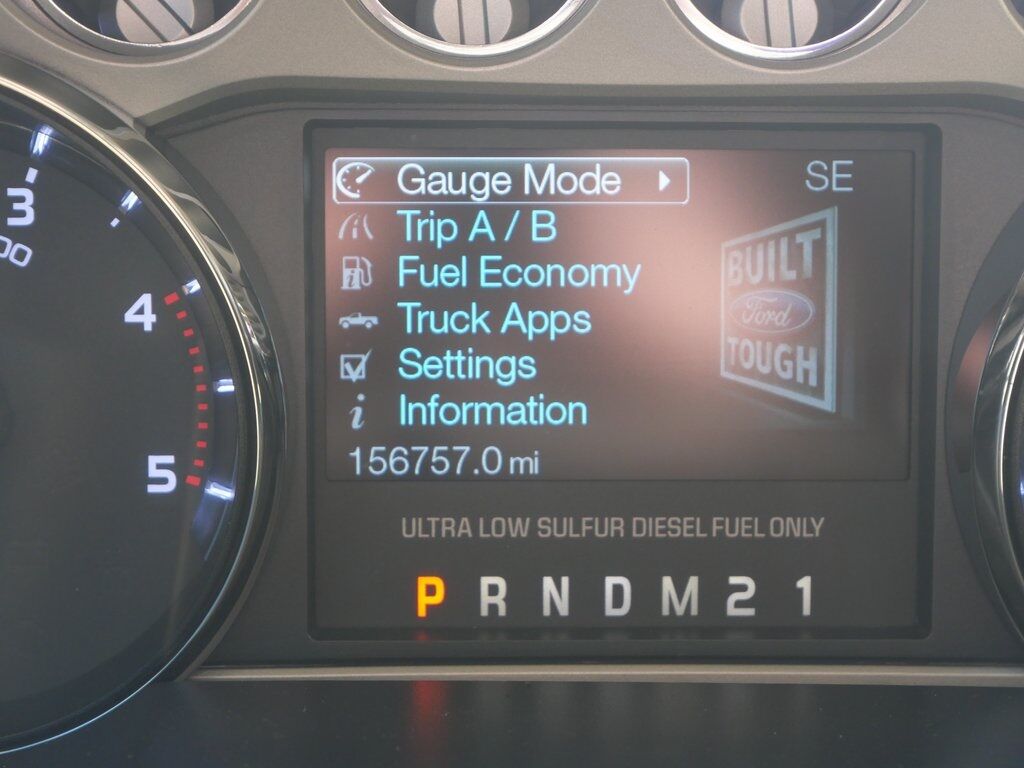 Gauge Mode
SE
Trip A / B
Fuel Economy
Truck Apps
Settings
Information
156757.0 mi
BUILT
Ford
TOUGH
ULTRA LOW SULFUR DIESEL FUEL ONLY
P R N D M 2 1
3
00
4
5